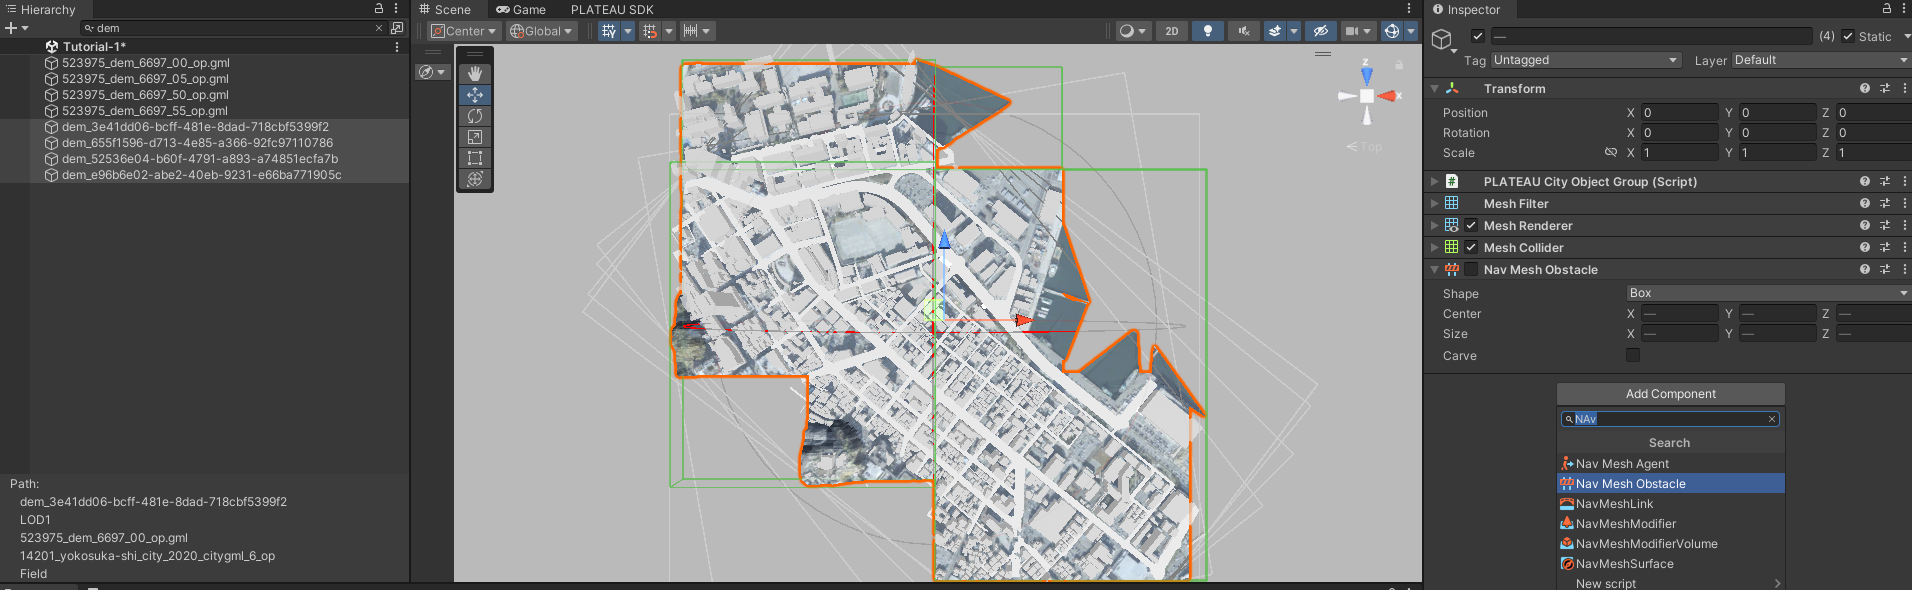 Hierarchy
dem
Tutorial-1*
523975_dem_6697_00_op.gml
523975_dem_6697_05_op.gml
523975_dem_6697_50_op.gml
523975_dem_6697_55_op.gml
dem_3e41dd06-bcff-481e-8dad-718cbf5399f2
dem_655f1596-d713-4e85-a366-92fc97110786
dem_52536e04-b60f-4791-a893-a74851ecfa7b
dem_e96b6e02-abe2-40eb-9231-e66ba771905c
Path:
dem_3e41dd06-bcff-481e-8dad-718cbf5399f2
LOD1
523975_dem_6697_00_op.gml
14201_yokosuka-shi_city_2020_citygml_6_op
Field
Scene Game PLATEAU SDK
Center Global 2D
z
x
Top
Inspector
— (4) Static
Tag Untagged Layer Default
Transform
Position X 0 Y 0 Z 0
Rotation X 0 Y 0 Z 0
Scale X 1 Y 1 Z 1
PLATEAU City Object Group (Script)
Mesh Filter
Mesh Renderer
Mesh Collider
Nav Mesh Obstacle
Shape Box
Center X — Y — Z —
Size X — Y — Z —
Carve
Add Component
NAv
Search
Nav Mesh Agent
Nav Mesh Obstacle
NavMeshLink
NavMeshModifier
NavMeshModifierVolume
NavMeshSurface
New script